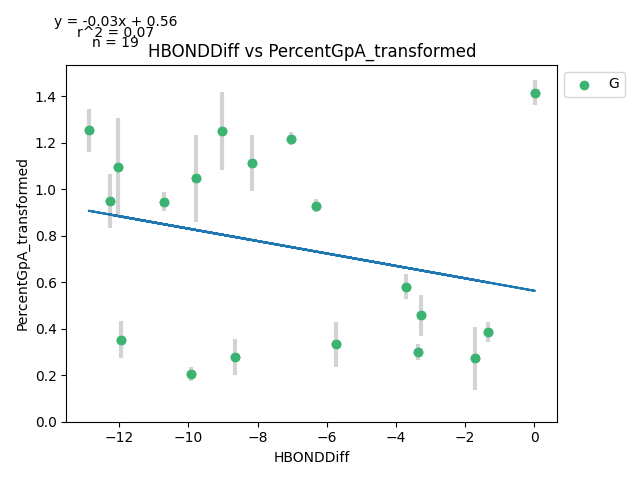 y = -0.03x + 0.56
r^2 = 0.07
n = 19
HBONDDiff vs PercentGpA_transformed
G
PercentGpA_transformed
1.4
1.2
1.0
0.8
0.6
0.4
0.2
0.0
−12
−10
−8
−6
−4
−2
0
HBONDDiff